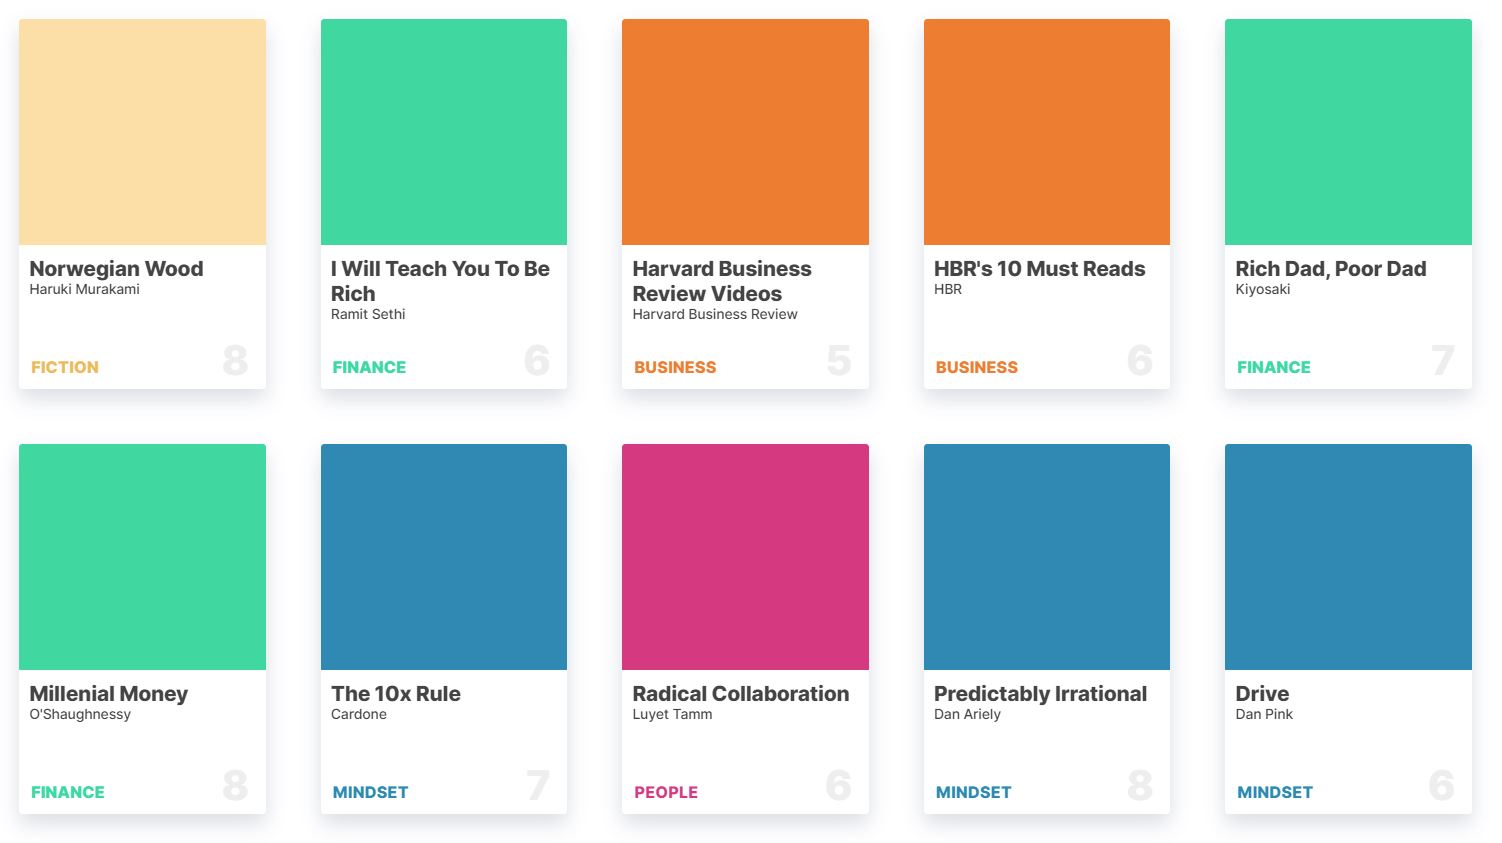 Norwegian Wood
Haruki Murakami
FICTION
8
I Will Teach You To Be
Rich
Ramit Sethi
FINANCE
6
Harvard Business
Review Videos
Harvard Business Review
BUSINESS
5
HBR's 10 Must Reads
HBR
BUSINESS
6
Rich Dad, Poor Dad
Kiyosaki
FINANCE
7
Millenial Money
O'Shaughnessy
FINANCE
8
The 10x Rule
Cardone
MINDSET
7
Radical Collaboration
Luyet Tamm
PEOPLE
6
Predictably Irrational
Dan Ariely
MINDSET
8
Drive
Dan Pink
MINDSET
6